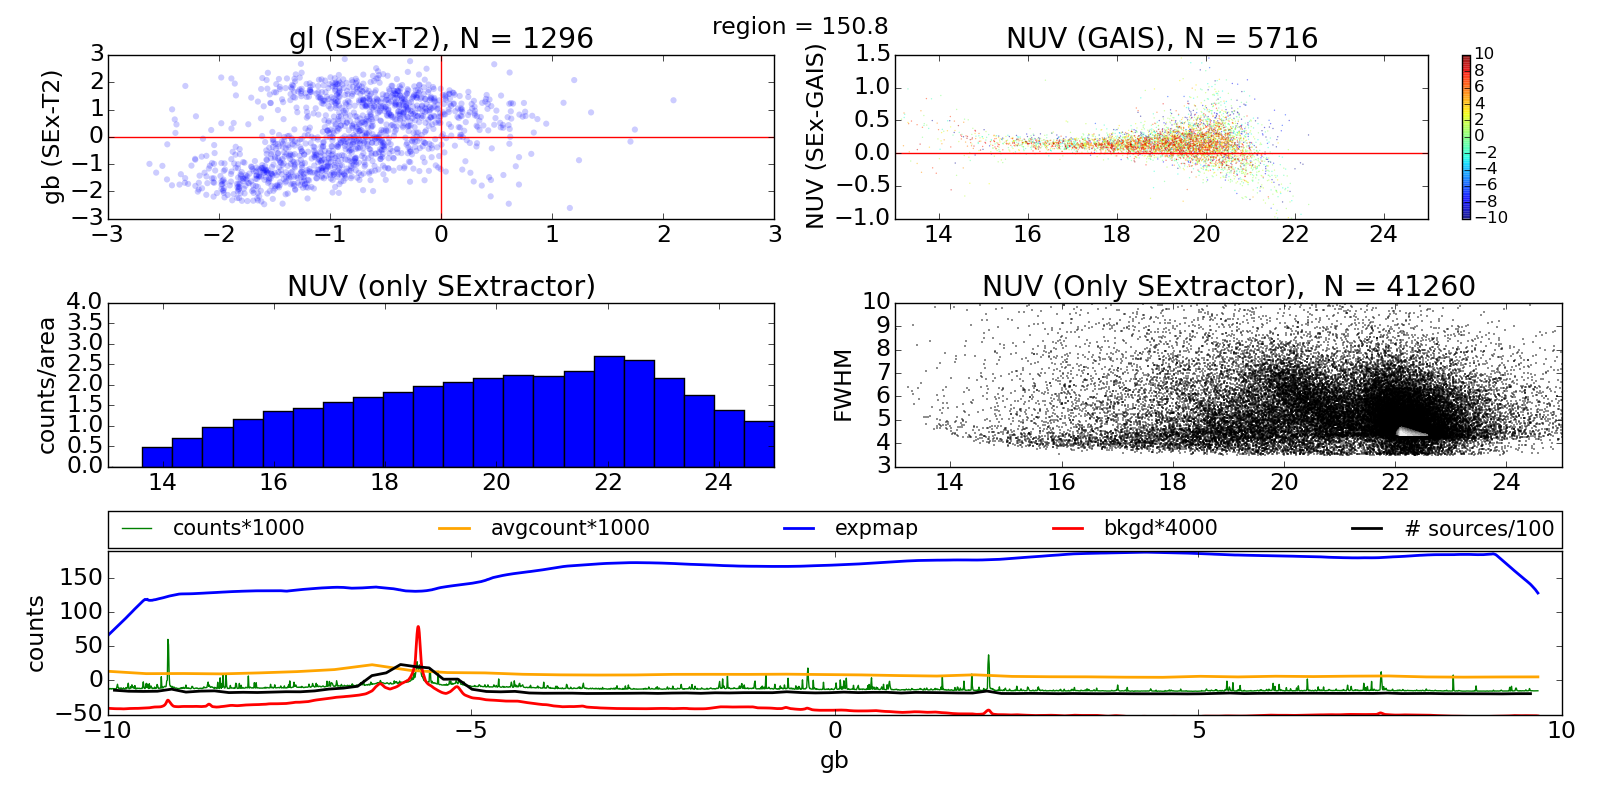 region = 150.8
gl (SEx-T2), N = 1296
gb (SEx-T2)
3
2
1
0
−1
−2
−3
−3 −2 −1 0 1 2 3
NUV (GAIS), N = 5716
NUV (SEx-GAIS)
1.5
1.0
0.5
0.0
−0.5
−1.0
14 16 18 20 22 24
10
8
6
4
2
0
−2
−4
−6
−8
−10
NUV (only SExtractor)
counts/area
4.0
3.5
3.0
2.5
2.0
1.5
1.0
0.5
0.0
14 16 18 20 22 24
NUV (Only SExtractor), N = 41260
FWHM
10
9
8
7
6
5
4
3
14 16 18 20 22 24
counts*1000 avgcount*1000 expmap bkgd*4000 # sources/100
counts
150
100
50
0
−50
−10 −5 0 5 10
gb